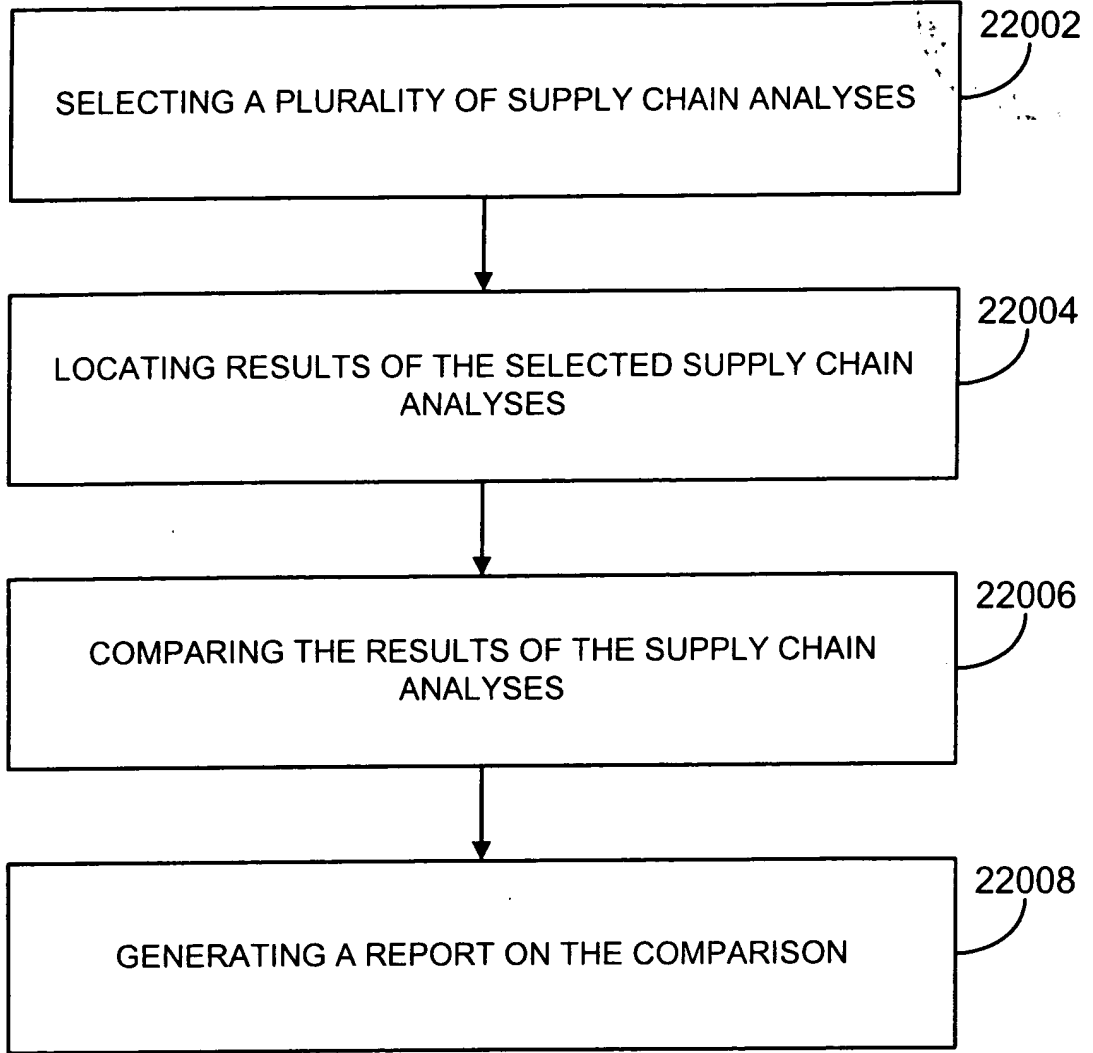 22002
SELECTING A PLURALITY OF SUPPLY CHAIN ANALYSES
22004
LOCATING RESULTS OF THE SELECTED SUPPLY CHAIN
ANALYSES
22006
COMPARING THE RESULTS OF THE SUPPLY CHAIN
ANALYSES
22008
GENERATING A REPORT ON THE COMPARISON